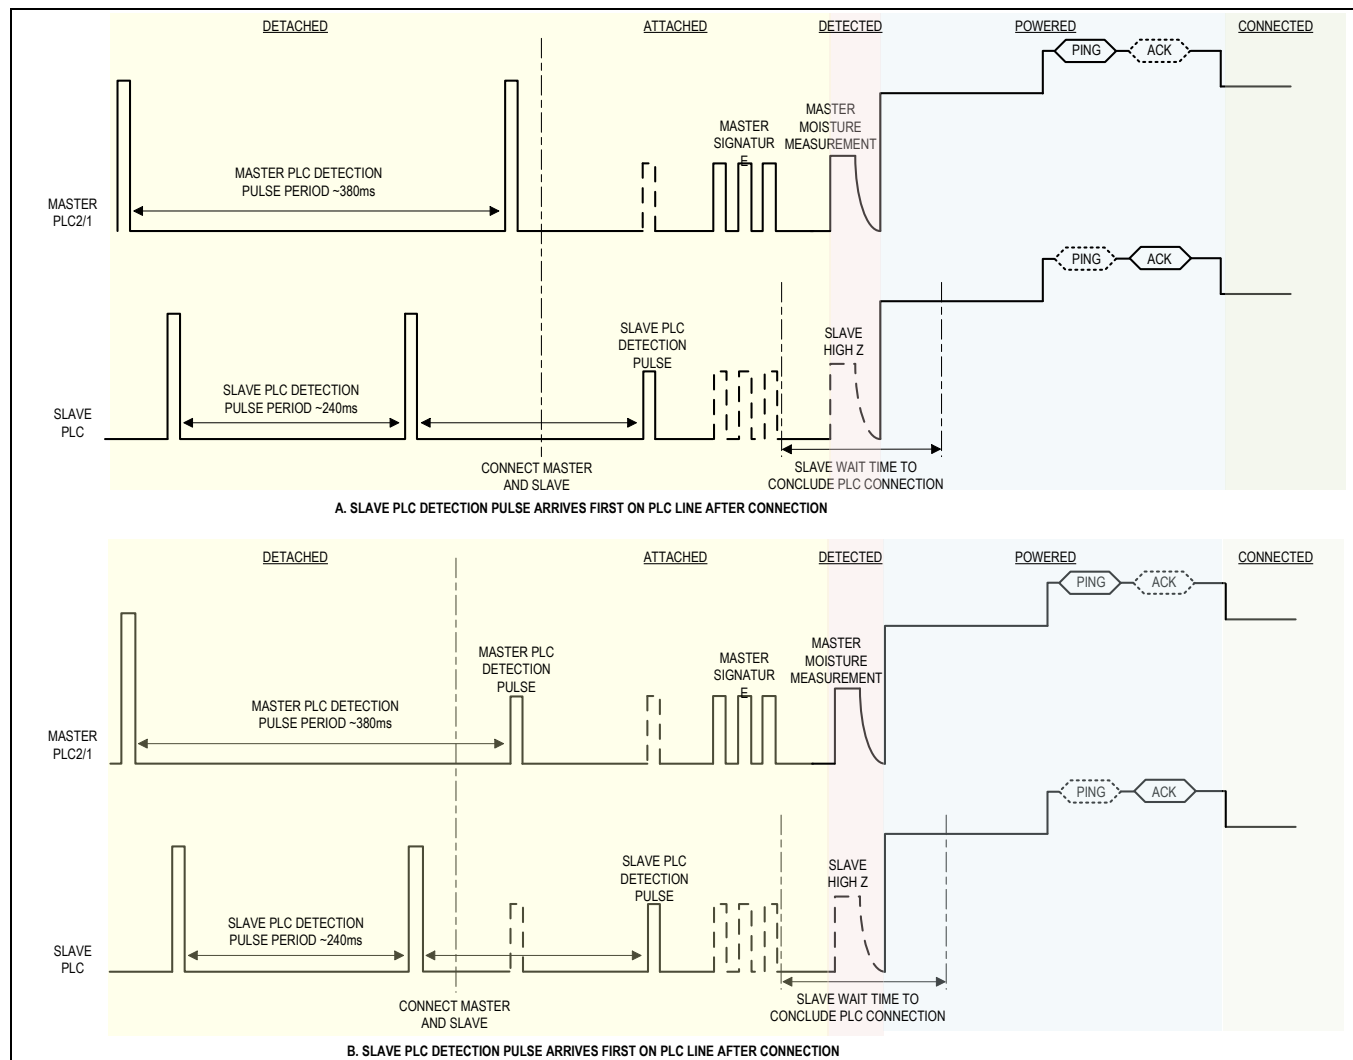 DETACHED
ATTACHED
DETECTED
POWERED
CONNECTED
PING
ACK
MASTER
MOISTURE
MEASUREMENT
MASTER
SIGNATUR
E
MASTER PLC DETECTION
PULSE PERIOD ~380ms
MASTER
PLC2/1
PING
ACK
SLAVE PLC
DETECTION
PULSE
SLAVE
HIGH Z
SLAVE PLC DETECTION
PULSE PERIOD ~240ms
SLAVE
PLC
CONNECT MASTER
AND SLAVE
SLAVE WAIT TIME TO
CONCLUDE PLC CONNECTION
A. SLAVE PLC DETECTION PULSE ARRIVES FIRST ON PLC LINE AFTER CONNECTION
DETACHED
ATTACHED
DETECTED
POWERED
CONNECTED
PING
ACK
MASTER PLC
DETECTION
PULSE
MASTER
SIGNATUR
E
MASTER
MOISTURE
MEASUREMENT
MASTER PLC DETECTION
PULSE PERIOD ~380ms
MASTER
PLC2/1
PING
ACK
SLAVE PLC
DETECTION
PULSE
SLAVE
HIGH Z
SLAVE PLC DETECTION
PULSE PERIOD ~240ms
SLAVE
PLC
CONNECT MASTER
AND SLAVE
SLAVE WAIT TIME TO
CONCLUDE PLC CONNECTION
B. SLAVE PLC DETECTION PULSE ARRIVES FIRST ON PLC LINE AFTER CONNECTION